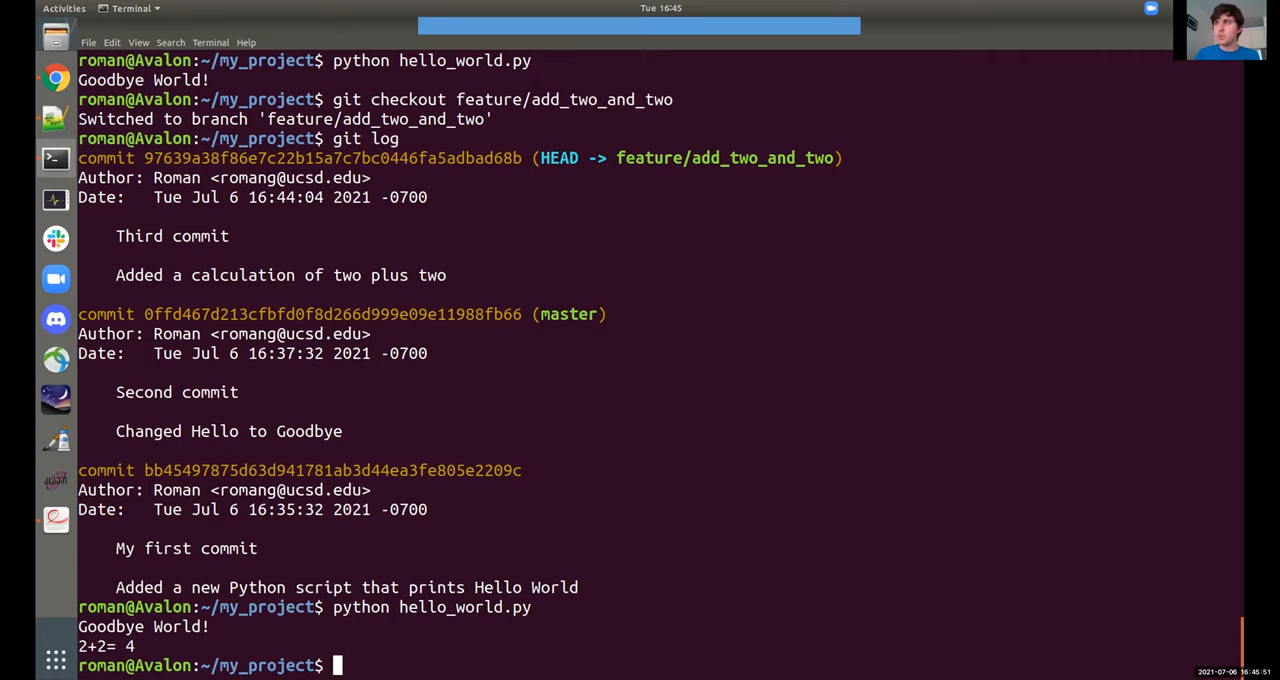 Activities Terminal Tue 16:45
File Edit View Search Terminal Help
roman@Avalon:~/my_project$ python hello_world.py
Goodbye World!
roman@Avalon:~/my_project$ git checkout feature/add_two_and_two
Switched to branch 'feature/add_two_and_two'
roman@Avalon:~/my_project$ git log
commit 97639a38f86e7c22b15a7c7bc0446fa5adbad68b (HEAD -> feature/add_two_and_two)
Author: Roman <romang@ucsd.edu>
Date:   Tue Jul 6 16:44:04 2021 -0700
Third commit
Added a calculation of two plus two
commit 0ffd467d213cfbfd0f8d266d999e09e11988fb66 (master)
Author: Roman <romang@ucsd.edu>
Date:   Tue Jul 6 16:37:32 2021 -0700
Second commit
Changed Hello to Goodbye
commit bb45497875d63d941781ab3d44ea3fe805e2209c
Author: Roman <romang@ucsd.edu>
Date:   Tue Jul 6 16:35:32 2021 -0700
My first commit
Added a new Python script that prints Hello World
roman@Avalon:~/my_project$ python hello_world.py
Goodbye World!
2+2= 4
roman@Avalon:~/my_project$
2021-07-06 16:45:51